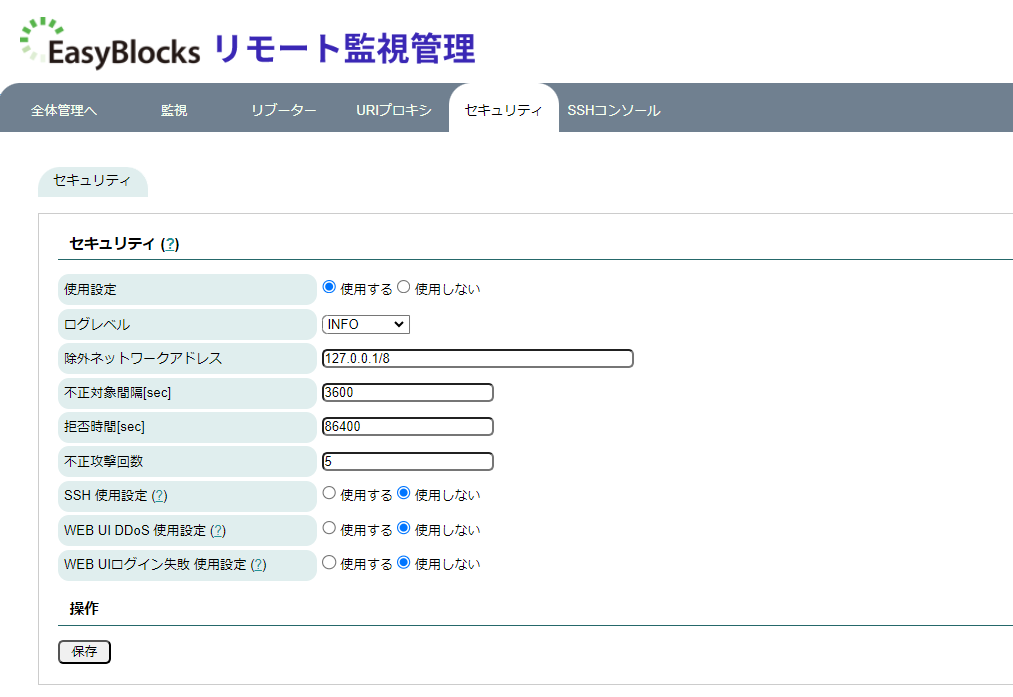 EasyBlocks リモート監視管理
全体管理へ 監視 リブーター URIプロキシ セキュリティ SSHコンソール
セキュリティ
セキュリティ (?)
使用設定 使用する 使用しない
ログレベル INFO
除外ネットワークアドレス 127.0.0.1/8
不正対象間隔[sec] 3600
拒否時間[sec] 86400
不正攻撃回数 5
SSH 使用設定 (?) 使用する 使用しない
WEB UI DDoS 使用設定 (?) 使用する 使用しない
WEB UIログイン失敗 使用設定 (?) 使用する 使用しない
操作
保存